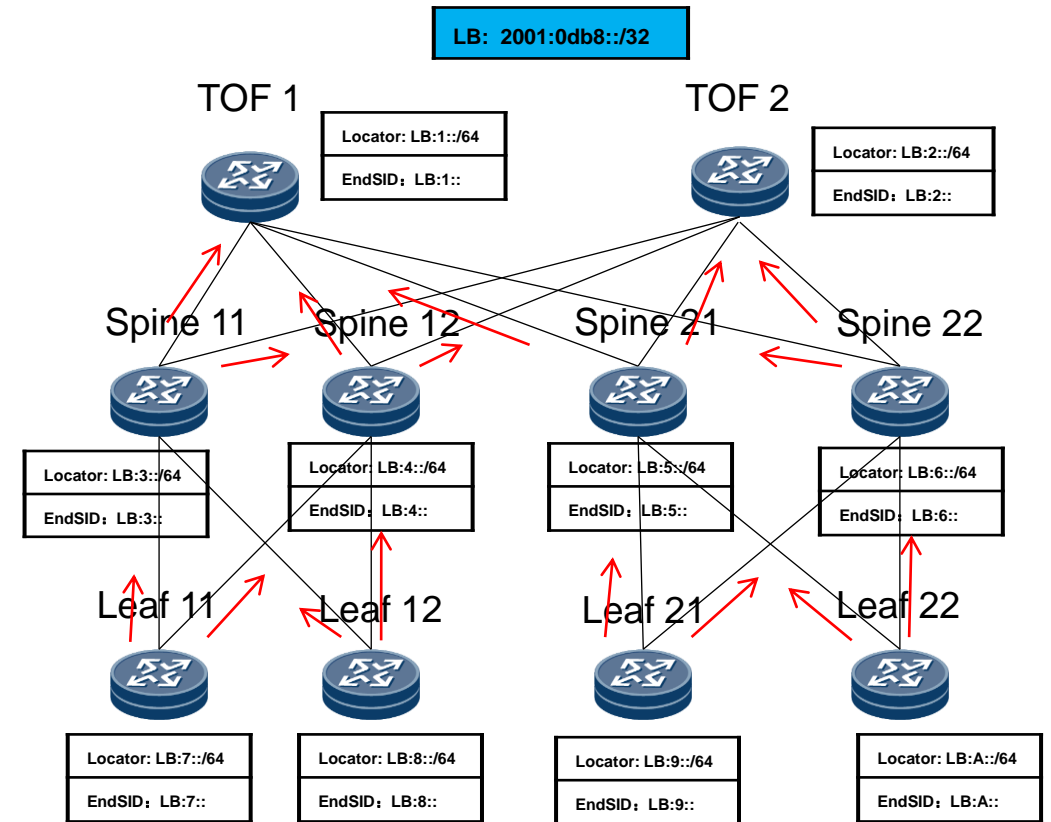 LB: 2001:0db8::/32
TOF 1
TOF 2
Locator: LB:1::/64
EndSID：LB:1::
Locator: LB:2::/64
EndSID：LB:2::
Spine 11
Spine 12
Spine 21
Spine 22
Locator: LB:3::/64
EndSID：LB:3::
Locator: LB:4::/64
EndSID：LB:4::
Locator: LB:5::/64
EndSID：LB:5::
Locator: LB:6::/64
EndSID：LB:6::
Leaf 11
Leaf 12
Leaf 21
Leaf 22
Locator: LB:7::/64
EndSID：LB:7::
Locator: LB:8::/64
EndSID：LB:8::
Locator: LB:9::/64
EndSID：LB:9::
Locator: LB:A::/64
EndSID：LB:A::